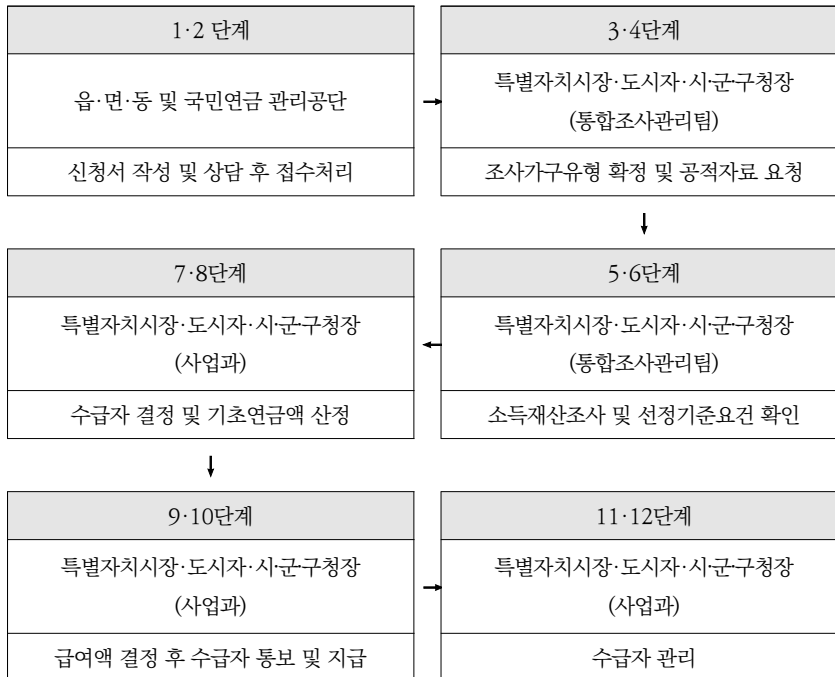 1·2 단계
읍·면·동 및 국민연금 관리공단
신청서 작성 및 상담 후 접수처리
3·4단계
특별자치시장·도시자·시·군·구청장
(통합조사관리팀)
조사가구유형 확정 및 공적자료 요청
5·6단계
특별자치시장·도시자·시·군·구청장
(통합조사관리팀)
소득재산조사 및 선정기준요건 확인
7·8단계
특별자치시장·도시자·시·군·구청장
(사업과)
수급자 결정 및 기초연금액 산정
9·10단계
특별자치시장·도시자·시·군·구청장
(사업과)
급여액 결정 후 수급자 통보 및 지급
11·12단계
특별자치시장·도시자·시·군·구청장
(사업과)
수급자 관리